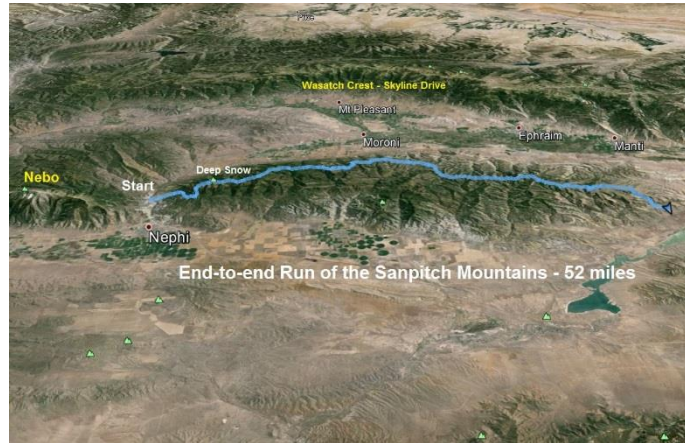 Price
Wasatch Crest - Skyline Drive
Mt Pleasant
Ephraim
Moroni
Manti
Deep Snow
Nebo
Start
Nephi
End-to-end Run of the Sanpitch Mountains - 52 miles